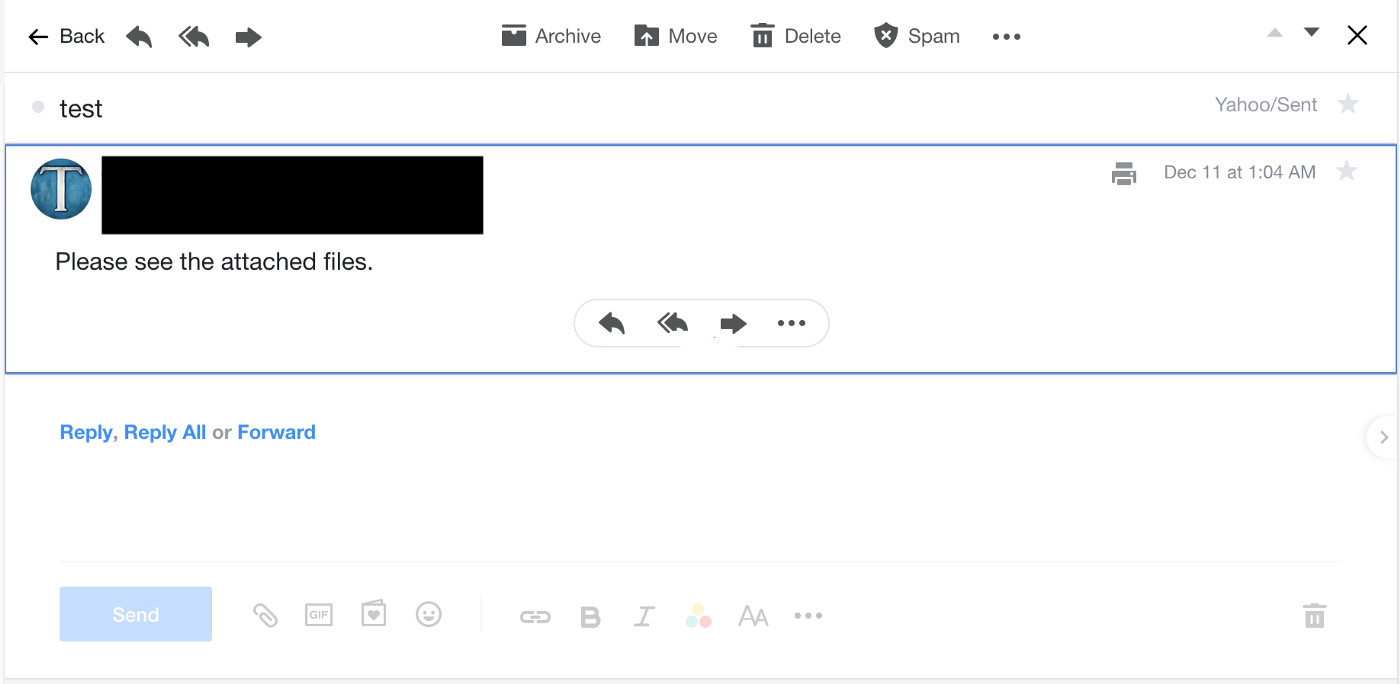 Back Archive Move Delete Spam
test Yahoo/Sent
T Dec 11 at 1:04 AM
Please see the attached files.
Reply, Reply All or Forward
Send GIF B I AA